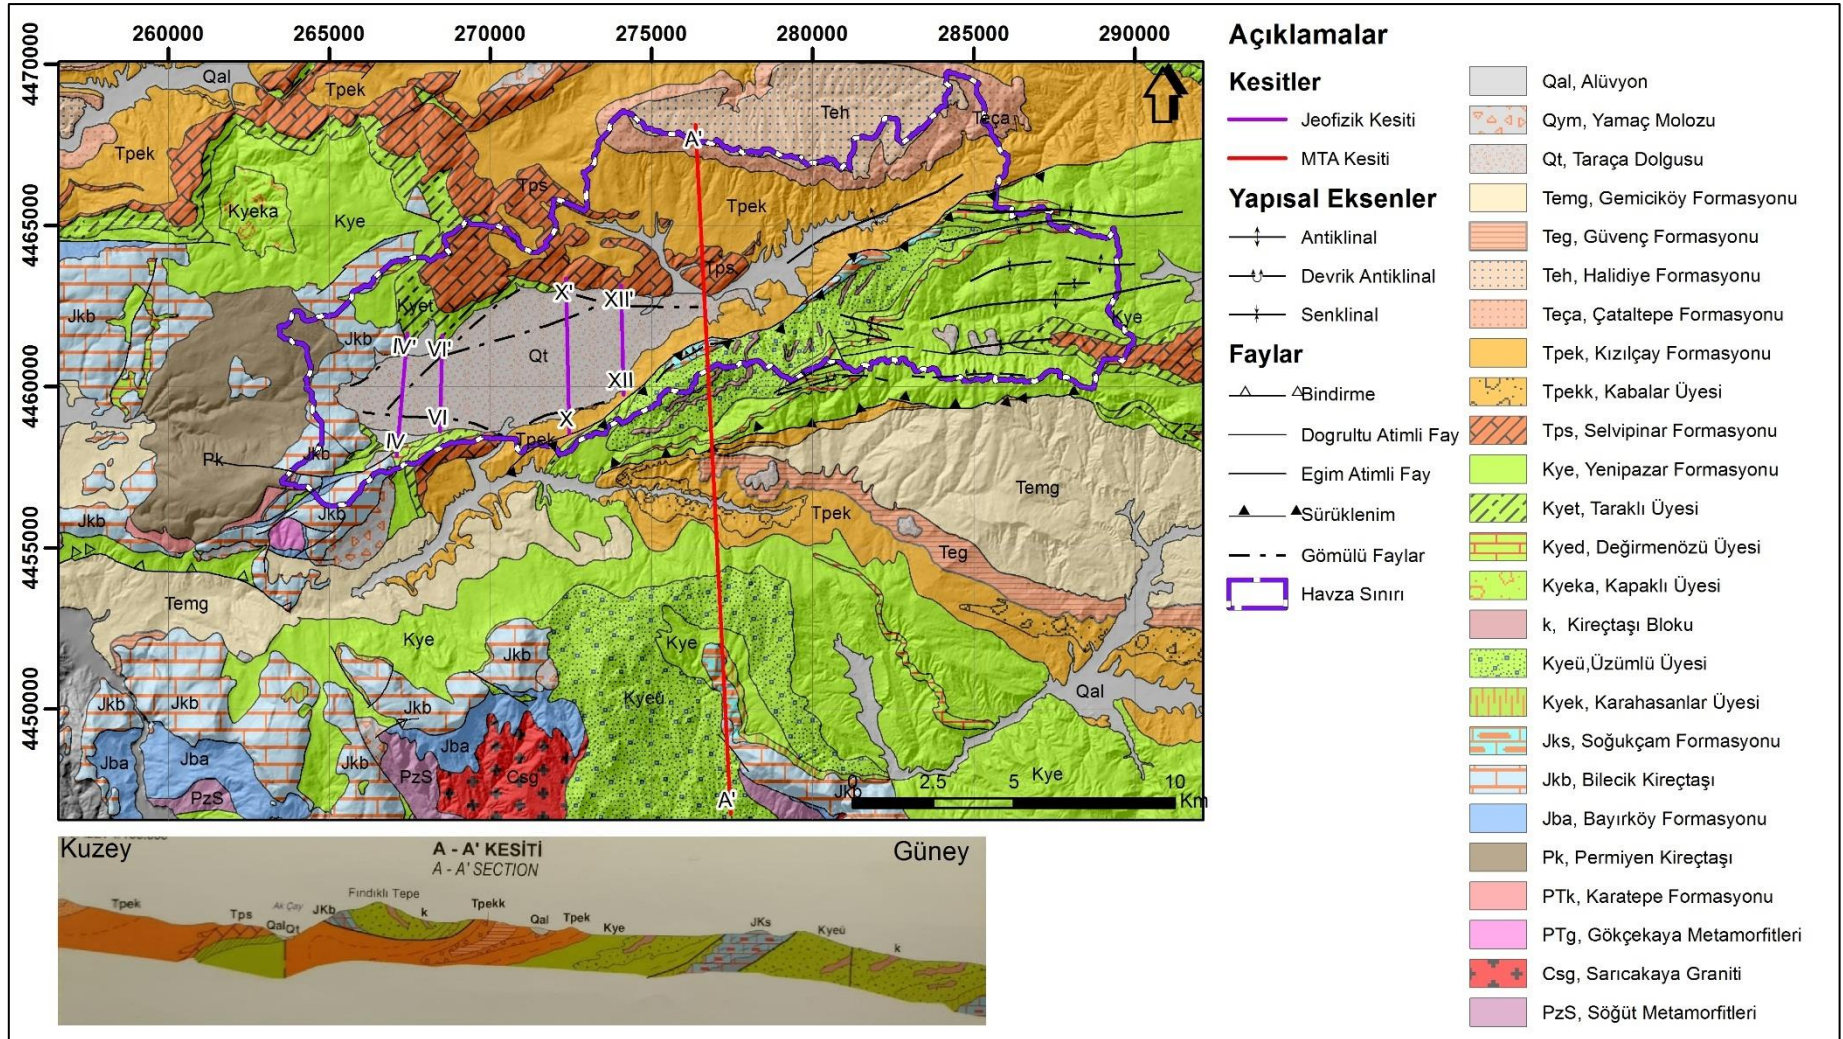 260000 265000 270000 275000 280000 285000 290000
4470000
4465000
4460000
4455000
4450000
Qal
Tpek
Teh
Teça
A'
Tpek
Tps
Kyeka
Kye
Tpek
Tps
Kyet
X'
XII'
Jkb
Jkb
IV'
VI'
Qt
Kye
XII
VI
X
IV
Tpek
Pk
Jkb
Temg
Jkb
Jkb
Tpek
Teg
Temg
Kye
Kye
Jkb
Kyeü
Qal
Jkb
Jkb
Jkb
Jba
Jba
Jba
Jkb
PzS
Csg
PzS
A'
Jkb
Kye
0 2.5 5 10
Km
Kuzey
A - A' KESİTİ
A - A' SECTION
Güney
Fındıklı Tepe
Tpek
Tps
Ak Çay
Qal
Qt
JKb
k
Tpekk
Qal
Tpek
Kye
JKs
Kyeü
k
Açıklamalar
Kesitler
Jeofizik Kesiti
MTA Kesiti
Yapısal Eksenler
Antiklinal
Devrik Antiklinal
Senklinal
Faylar
Bindirme
Dogrultu Atimli Fay
Egim Atimli Fay
Sürüklenim
Gömülü Faylar
Havza Sınırı
Qal, Alüvyon
Qym, Yamaç Molozu
Qt, Taraça Dolgusu
Temg, Gemiciköy Formasyonu
Teg, Güvenç Formasyonu
Teh, Halidiye Formasyonu
Teça, Çataltepe Formasyonu
Tpek, Kızılçay Formasyonu
Tpekk, Kabalar Üyesi
Tps, Selvipinar Formasyonu
Kye, Yenipazar Formasyonu
Kyet, Taraklı Üyesi
Kyed, Değirmenözü Üyesi
Kyeka, Kapaklı Üyesi
k, Kireçtaşı Bloku
Kyeü,Üzümlü Üyesi
Kyek, Karahasanlar Üyesi
Jks, Soğukçam Formasyonu
Jkb, Bilecik Kireçtaşı
Jba, Bayırköy Formasyonu
Pk, Permiyen Kireçtaşı
PTk, Karatepe Formasyonu
PTg, Gökçekaya Metamorfitleri
Csg, Sarıcakaya Graniti
PzS, Söğüt Metamorfitleri